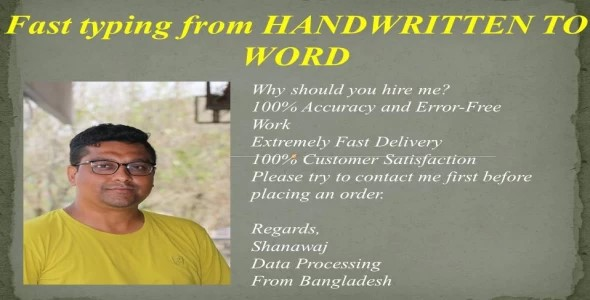 Fast typing from HANDWRITTEN TO
WORD
Why should you hire me?
100% Accuracy and Error-Free
Work
Extremely Fast Delivery
100% Customer Satisfaction
Please try to contact me first before
placing an order.
Regards,
Shanawaj
Data Processing
From Bangladesh